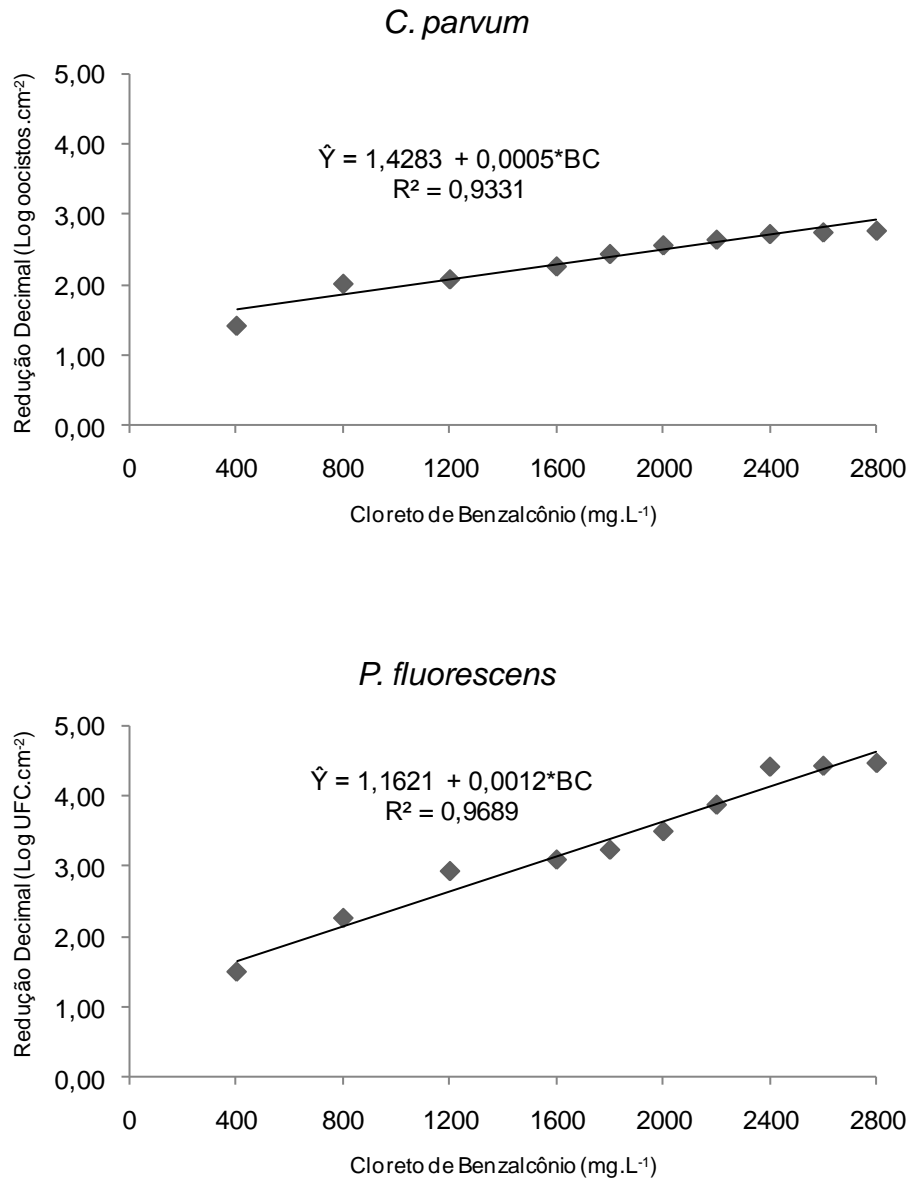 C. parvum
Redução Decimal (Log oocistos.cm-2)
5,00
4,00
3,00
2,00
1,00
0,00
Ŷ = 1,4283 + 0,0005*BC
R² = 0,9331
0 400 800 1200 1600 2000 2400 2800
Cloreto de Benzalcônio (mg.L-1)
P. fluorescens
Redução Decimal (Log UFC.cm-2)
5,00
4,00
3,00
2,00
1,00
0,00
Ŷ = 1,1621 + 0,0012*BC
R² = 0,9689
0 400 800 1200 1600 2000 2400 2800
Cloreto de Benzalcônio (mg.L-1)